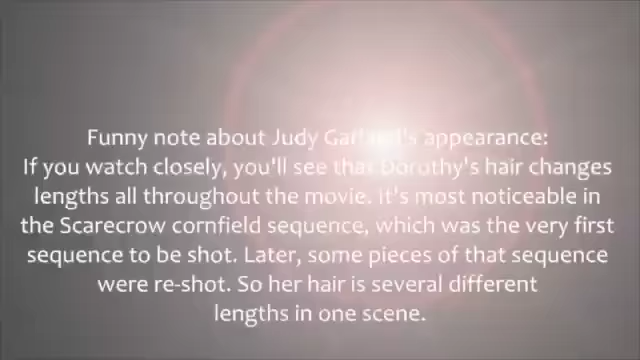 Funny note about Judy Garland's appearance:
If you watch closely, you'll see that Dorothy's hair changes
lengths all throughout the movie. It's most noticeable in
the Scarecrow cornfield sequence, which was the very first
sequence to be shot. Later, some pieces of that sequence
were re-shot. So her hair is several different
lengths in one scene.